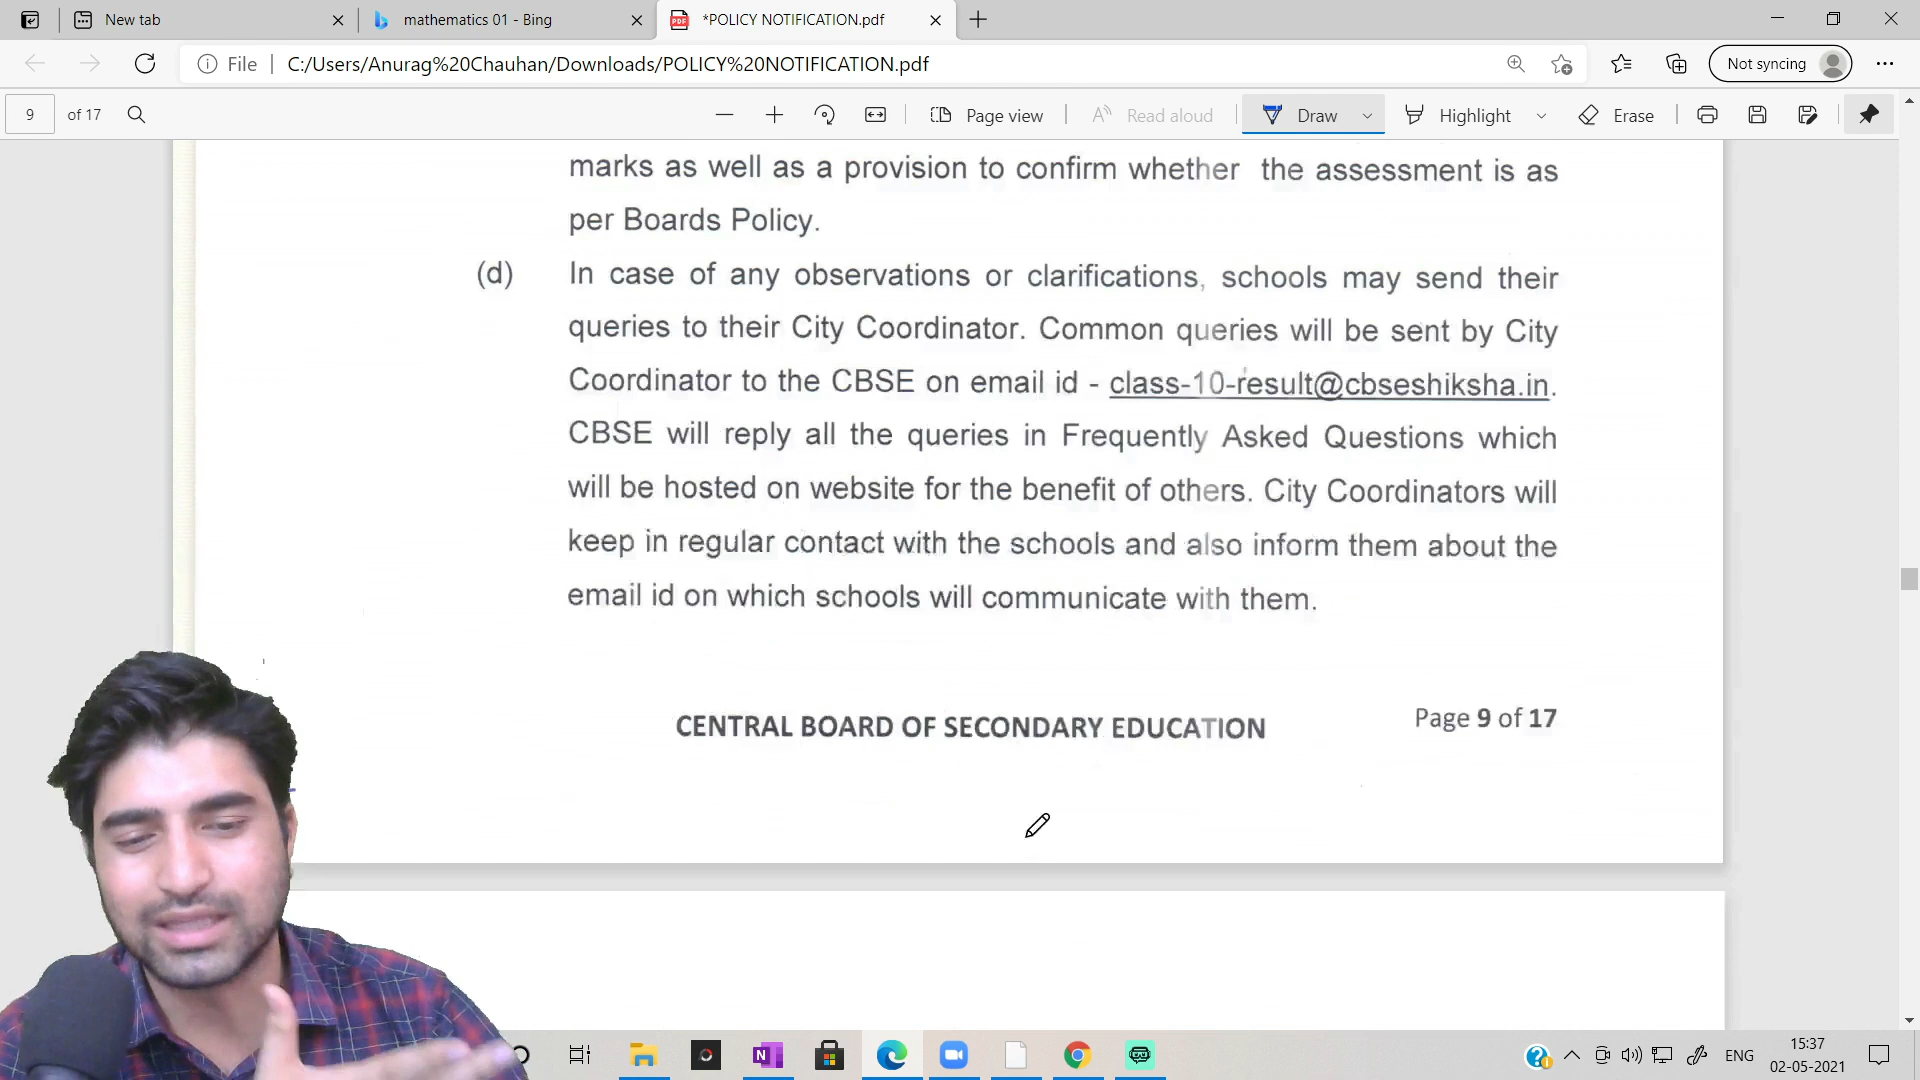 New tab
mathematics 01 - Bing
*POLICY NOTIFICATION.pdf
File
C:/Users/Anurag%20Chauhan/Downloads/POLICY%20NOTIFICATION.pdf
Not syncing
9 of 17
Page view
Read aloud
Draw
Highlight
Erase
marks as well as a provision to confirm whether the assessment is as
per Boards Policy.
(d) In case of any observations or clarifications, schools may send their
queries to their City Coordinator. Common queries will be sent by City
Coordinator to the CBSE on email id - class-10-result@cbseshiksha.in.
CBSE will reply all the queries in Frequently Asked Questions which
will be hosted on website for the benefit of others. City Coordinators will
keep in regular contact with the schools and also inform them about the
email id on which schools will communicate with them.
CENTRAL BOARD OF SECONDARY EDUCATION
Page 9 of 17
ENG
15:37
02-05-2021